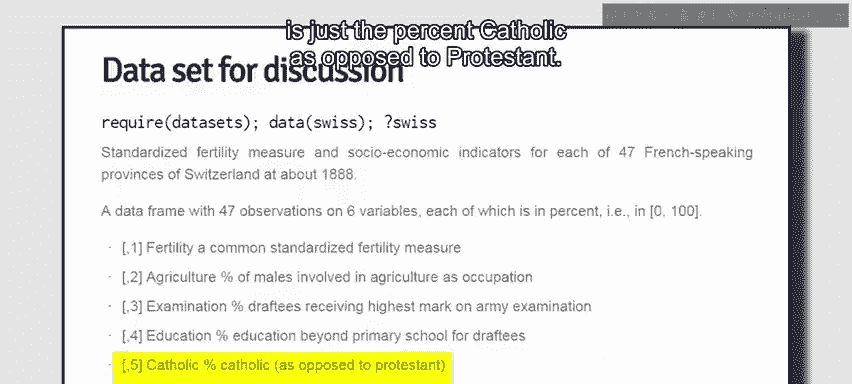 is just the percent Catholic
as opposed to Protestant.
Data set for discussion
require(datasets); data(swiss); ?swiss
Standardized fertility measure and socio-economic indicators for each of 47 French-speaking
provinces of Switzerland at about 1888.
A data frame with 47 observations on 6 variables, each of which is in percent, i.e., in [0, 100].
· [,1] Fertility a common standardized fertility measure
· [,2] Agriculture % of males involved in agriculture as occupation
· [,3] Examination % draftees receiving highest mark on army examination
· [,4] Education % education beyond primary school for draftees
· [,5] Catholic % catholic (as opposed to protestant)